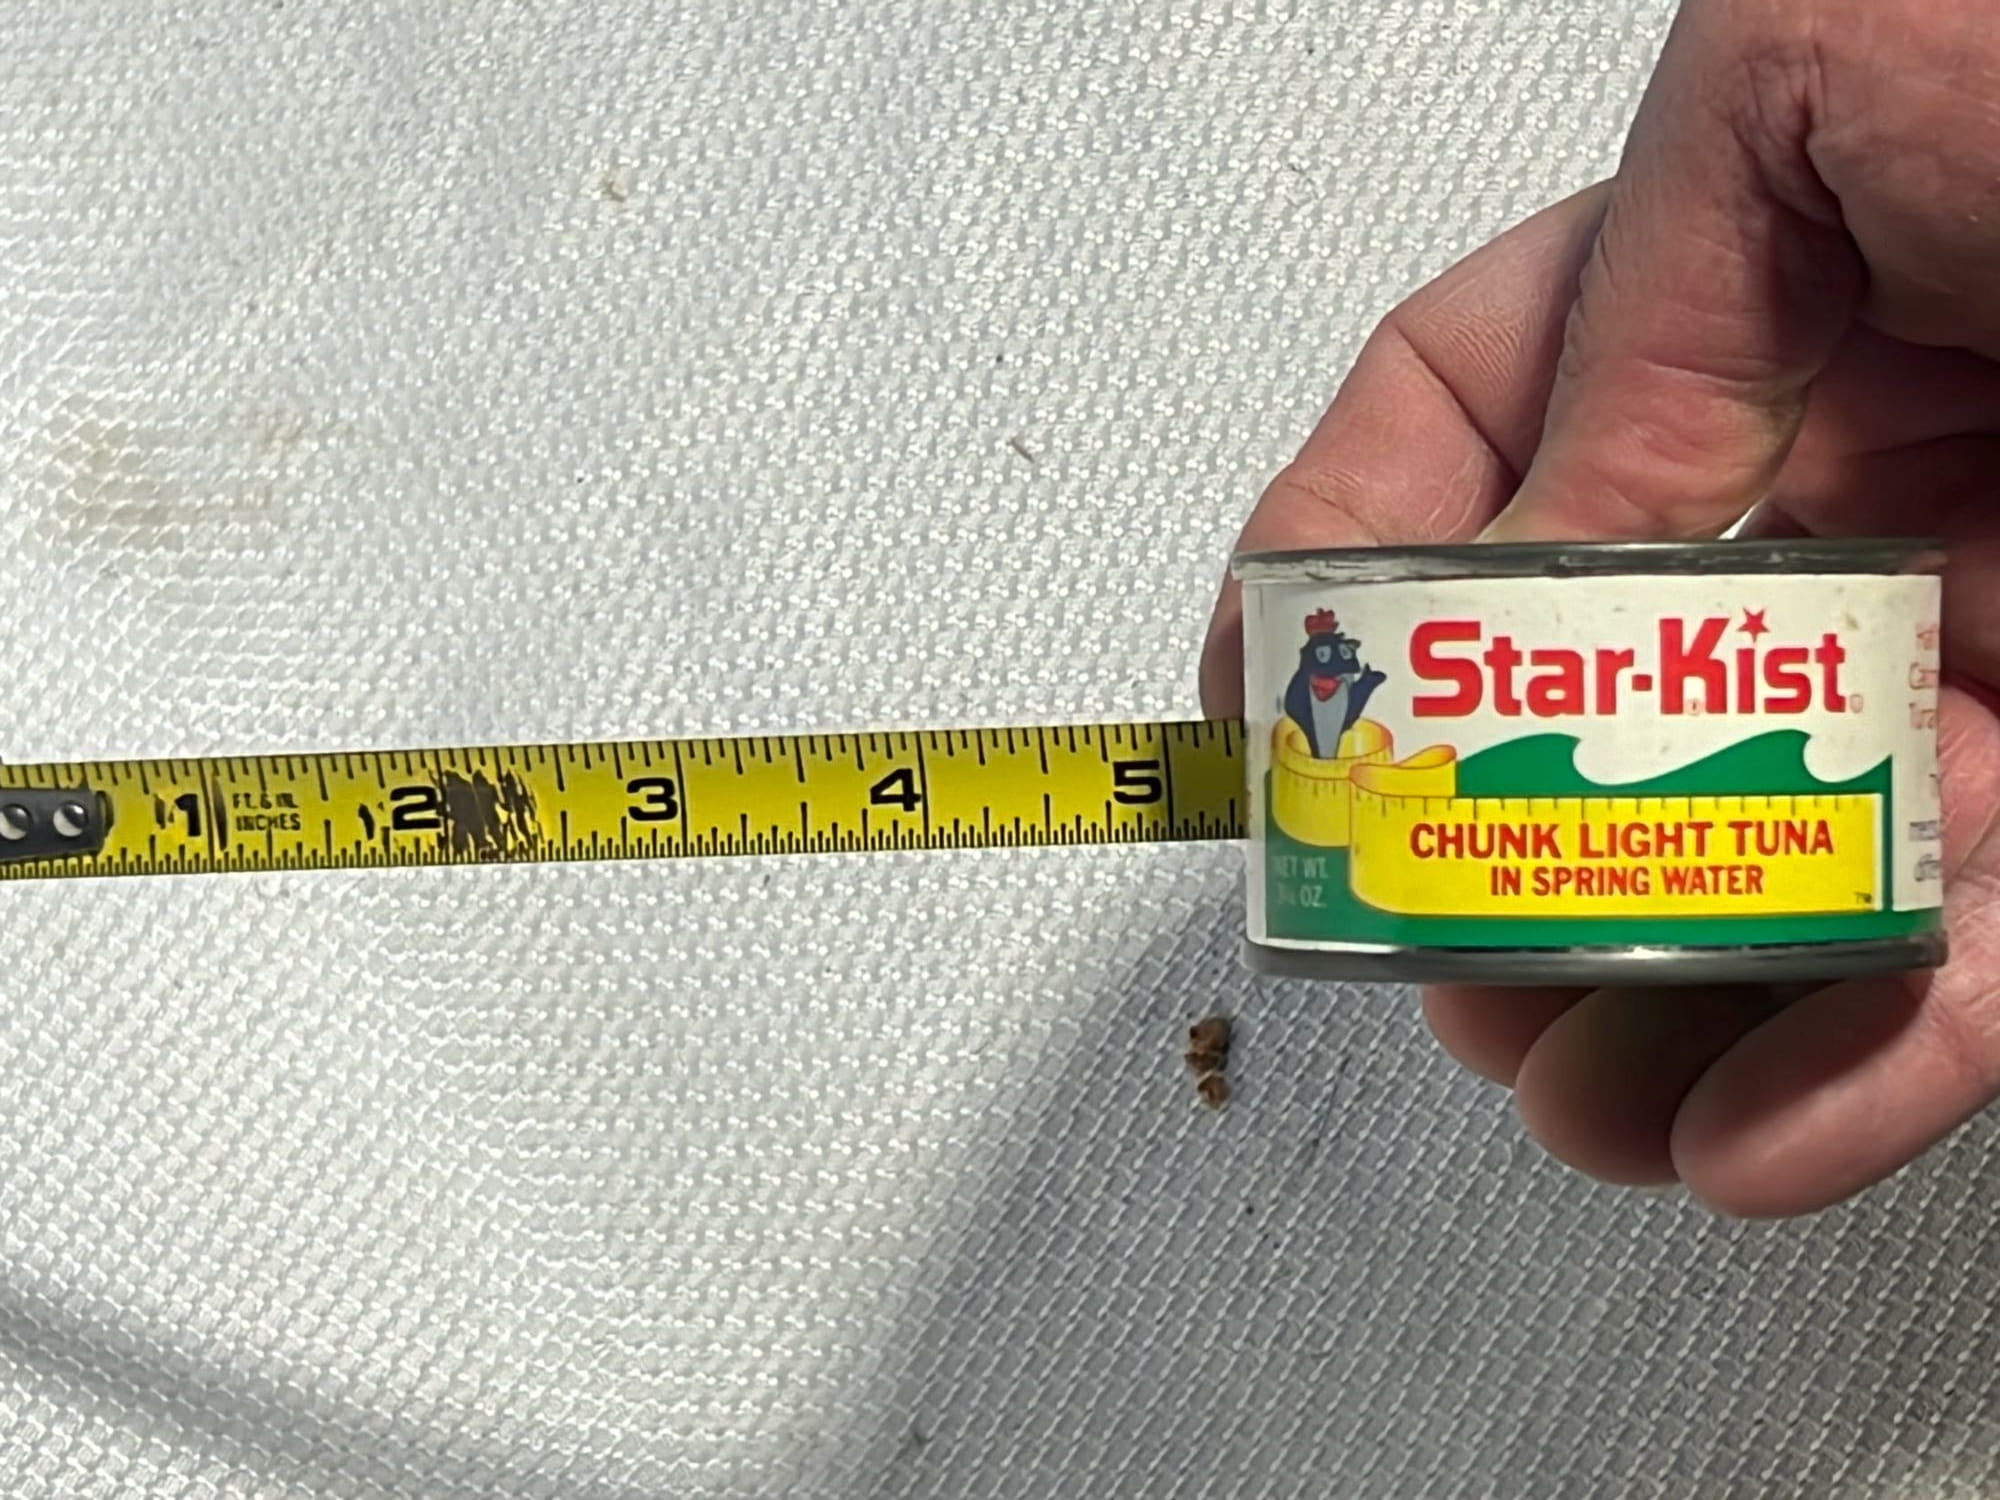 1
FT. & IN.
INCHES
2
3
4
5
Star-Kist®
CHUNK LIGHT TUNA
IN SPRING WATER
™
NET WT.
OZ.